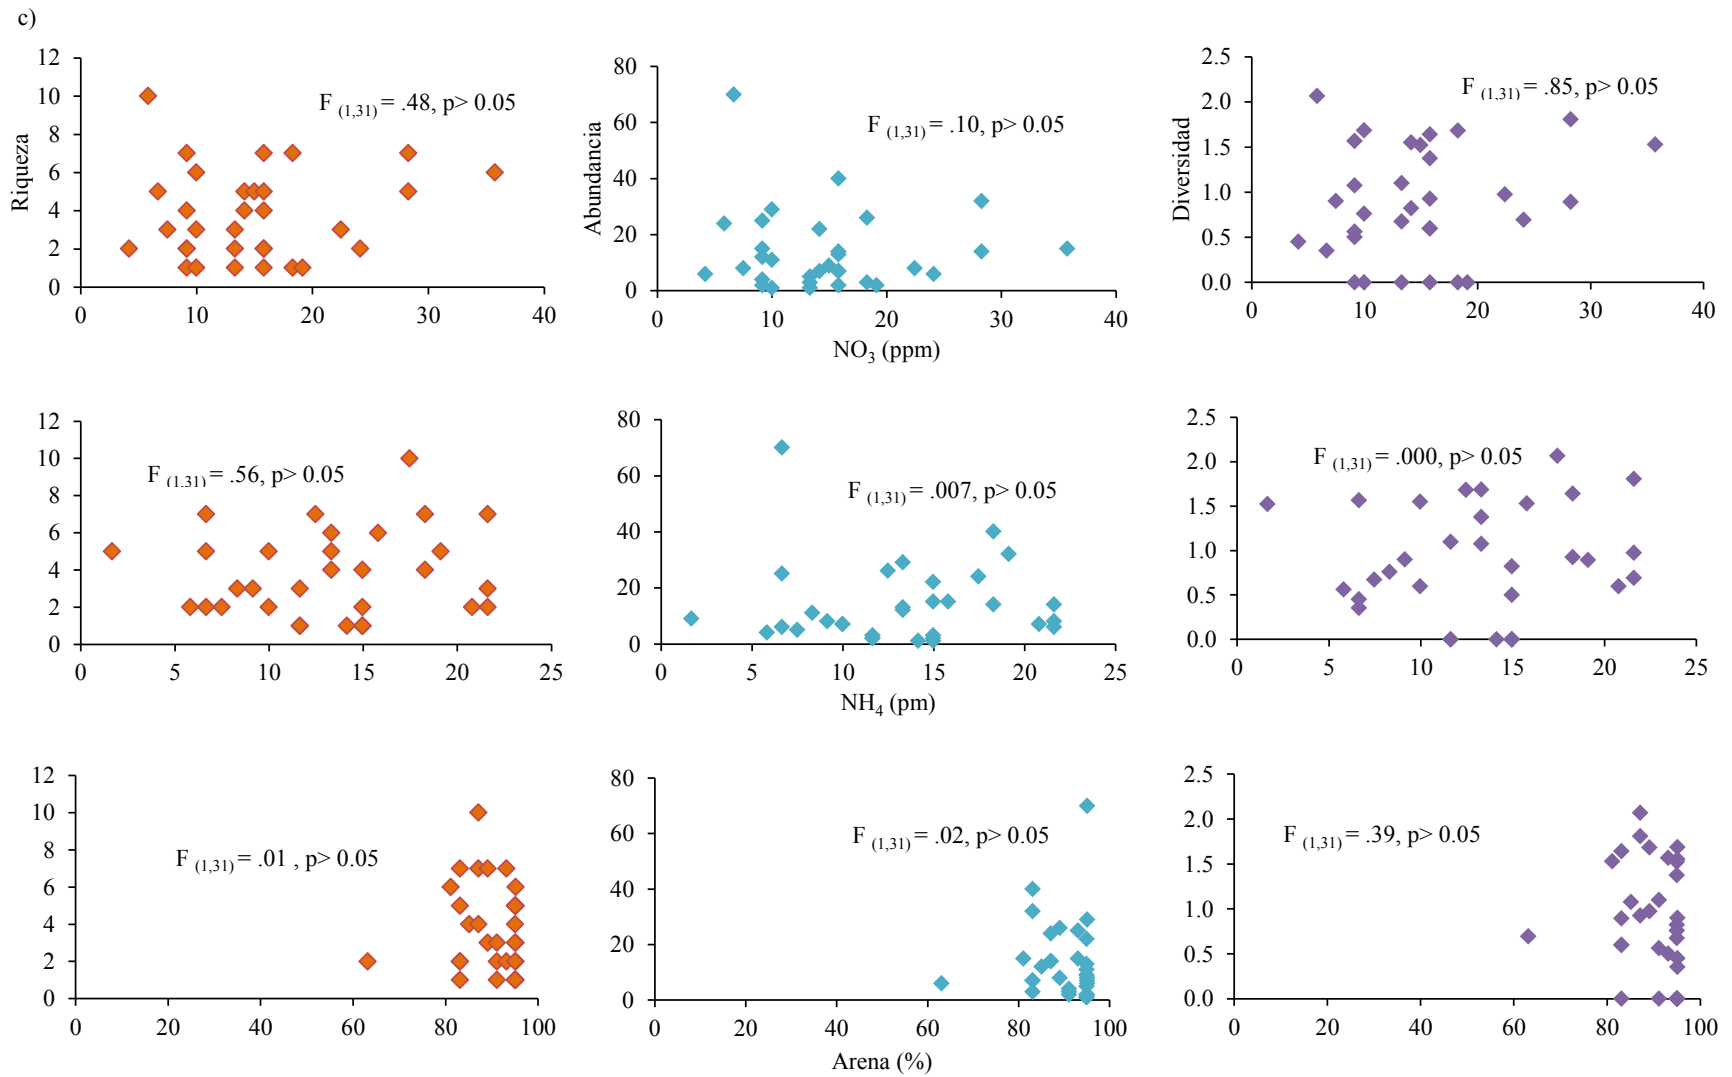 c)
12
10
8
6
4
2
0
0 10 20 30 40
Riqueza
F (1,31) = .48, p> 0.05
80
60
40
20
0
0 10 20 30 40
Abundancia
F (1,31) = .10, p> 0.05
NO3 (ppm)
2.5
2.0
1.5
1.0
0.5
0.0
0 10 20 30 40
Diversidad
F (1,31) = .85, p> 0.05
12
10
8
6
4
2
0
0 5 10 15 20 25
F (1,31) = .56, p> 0.05
80
60
40
20
0
0 5 10 15 20 25
F (1,31) = .007, p> 0.05
NH4 (pm)
2.5
2.0
1.5
1.0
0.5
0.0
0 5 10 15 20 25
F (1,31) = .000, p> 0.05
12
10
8
6
4
2
0
0 20 40 60 80 100
F (1,31) = .01 , p> 0.05
80
60
40
20
0
0 20 40 60 80 100
F (1,31) = .02, p> 0.05
Arena (%)
2.5
2.0
1.5
1.0
0.5
0.0
0 20 40 60 80 100
F (1,31) = .39, p> 0.05